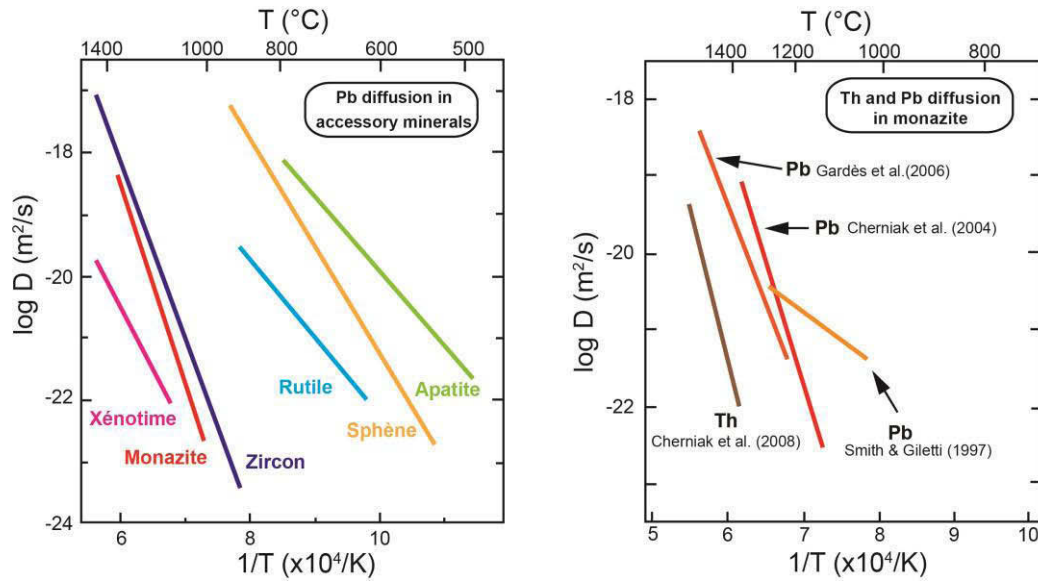 T (°C)
1400 1000 800 600 500
Pb diffusion in
accessory minerals
log D (m²/s)
-18
-20
-22
-24
Xénotime
Monazite
Zircon
Rutile
Sphène
Apatite
6 8 10
1/T (x10⁴/K)
T (°C)
1400 1200 1000 800
Th and Pb diffusion
in monazite
log D (m²/s)
-18
-20
-22
Pb Gardès et al.(2006)
Pb Cherniak et al. (2004)
Th
Cherniak et al. (2008)
Pb
Smith & Giletti (1997)
5 6 7 8 9 10
1/T (x10⁴/K)